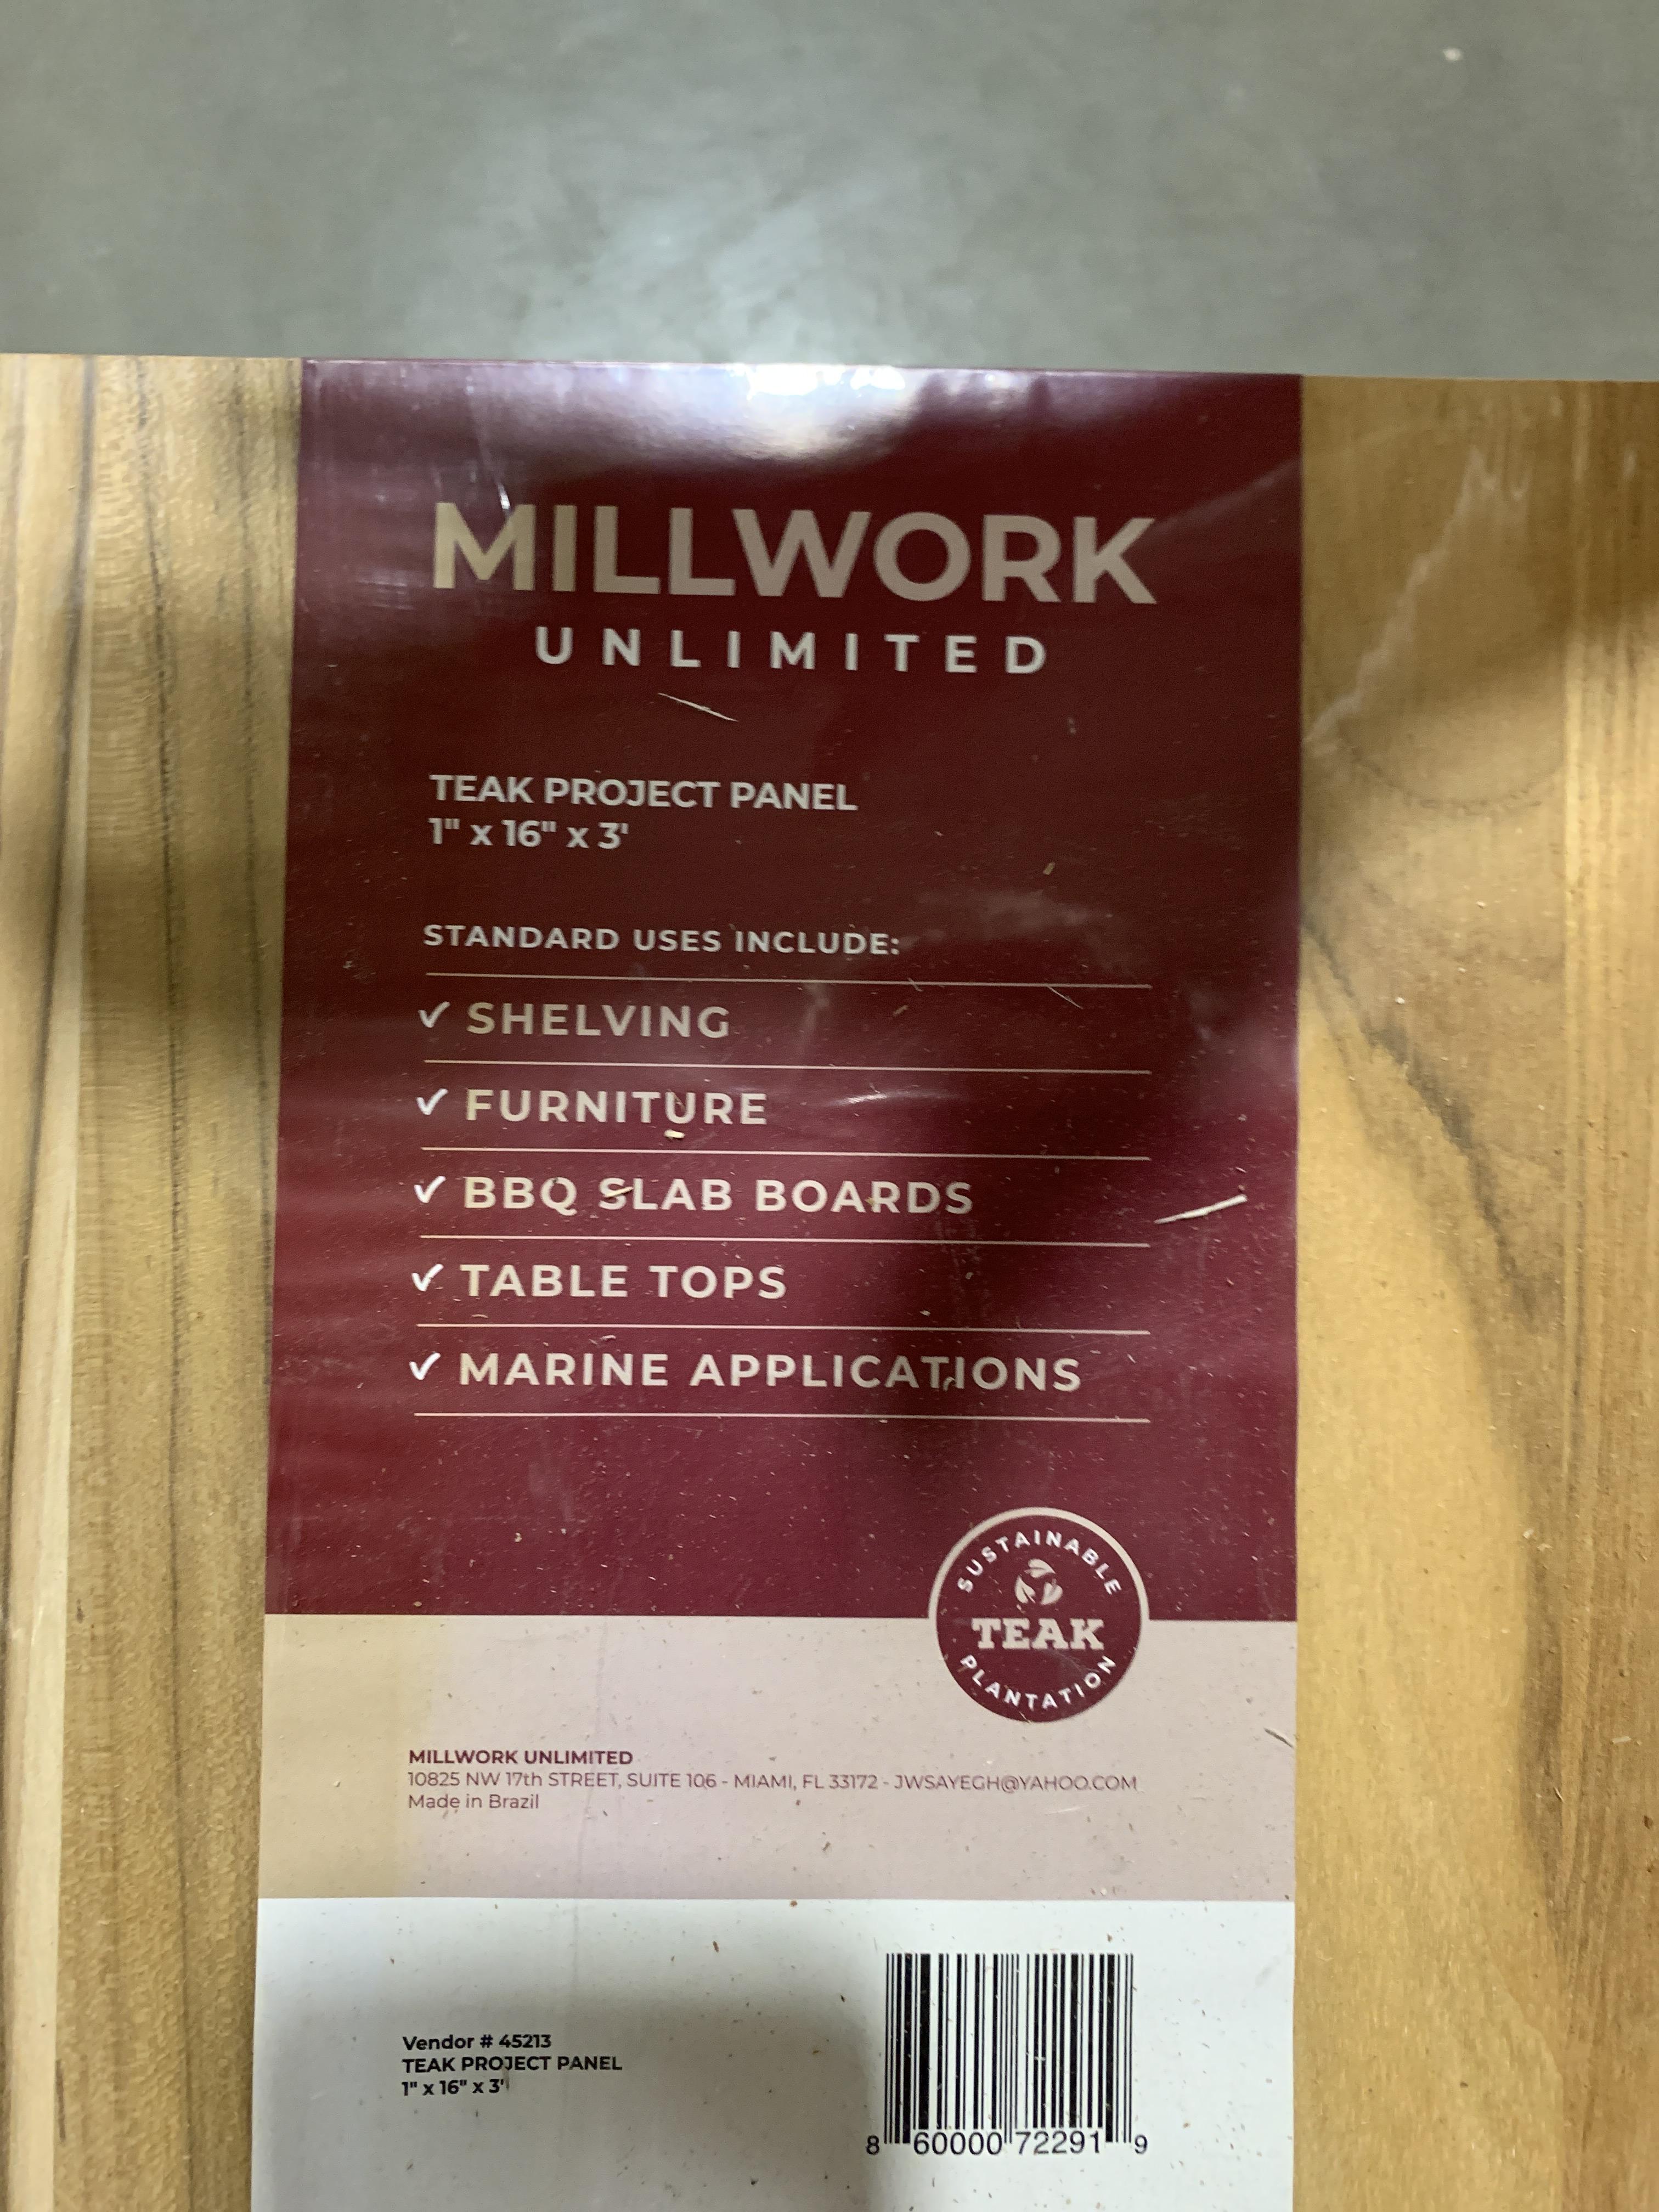 MILLWORK
UNLIMITED
TEAK PROJECT PANEL
1" x 16" x 3'
STANDARD USES INCLUDE:
✓ SHELVING
✓ FURNITURE
✓ BBQ SLAB BOARDS
✓ TABLE TOPS
✓ MARINE APPLICATIONS
SUSTAINABLE
TEAK
PLANTATION
MILLWORK UNLIMITED
10825 NW 17th STREET, SUITE 106 - MIAMI, FL 33172 - JWSAYEGH@YAHOO.COM
Made in Brazil
Vendor # 45213
TEAK PROJECT PANEL
1" x 16" x 3'
8 60000 72291 9